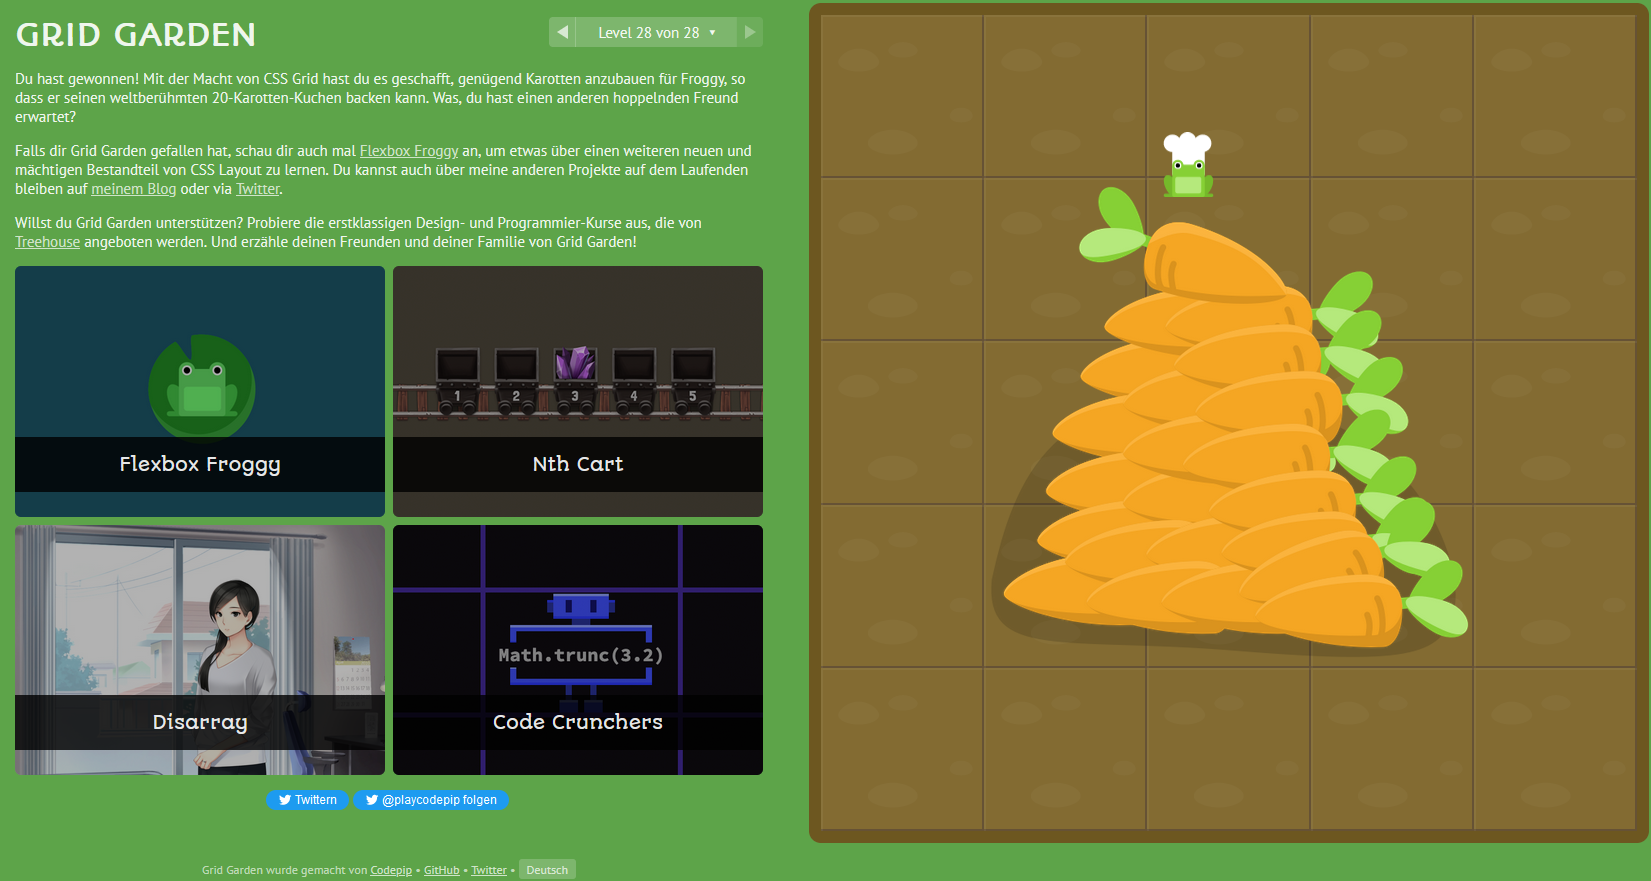 GRID GARDEN
◀ Level 28 von 28 ▼ ▶
Du hast gewonnen! Mit der Macht von CSS Grid hast du es geschafft, genügend Karotten anzubauen für Froggy, so
dass er seinen weltberühmten 20-Karotten-Kuchen backen kann. Was, du hast einen anderen hoppelnden Freund
erwartet?
Falls dir Grid Garden gefallen hat, schau dir auch mal Flexbox Froggy an, um etwas über einen weiteren neuen und
mächtigen Bestandteil von CSS Layout zu lernen. Du kannst auch über meine anderen Projekte auf dem Laufenden
bleiben auf meinem Blog oder via Twitter.
Willst du Grid Garden unterstützen? Probiere die erstklassigen Design- und Programmier-Kurse aus, die von
Treehouse angeboten werden. Und erzähle deinen Freunden und deiner Familie von Grid Garden!
1 2 3 4 5
Flexbox Froggy
Nth Cart
Math.trunc(3.2)
Disarray
Code Crunchers
Twittern
@playcodepip folgen
Grid Garden wurde gemacht von Codepip • GitHub • Twitter • Deutsch